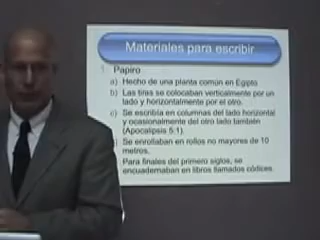 Materiales para escribir
1. Papiro
a) Hecho de una planta común en Egipto.
b) Las tiras se colocaban verticalmente por un
lado y horizontalmente por el otro.
c) Se escribía en columnas del lado horizontal
y ocasionalmente del otro lado también
(Apocalipsis 5:1).
d) Se enrollaban en rollos no mayores de 10
metros.
Para finales del primero siglos, se
encuadernaban en libros llamados códices.